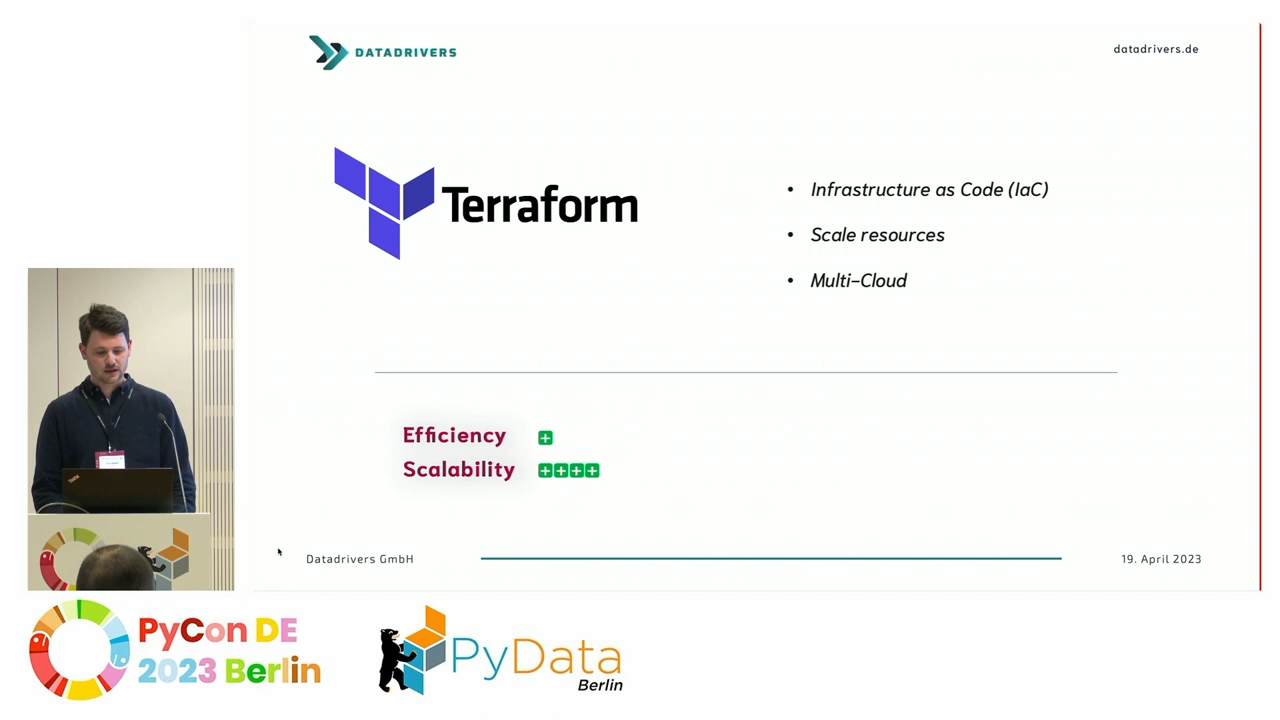 DATADRIVERS
datadrivers.de
Terraform
• Infrastructure as Code (IaC)
• Scale resources
• Multi-Cloud
Efficiency
Scalability
Datadrivers GmbH
19. April 2023
PyCon DE
2023 Berlin
PyData
Berlin